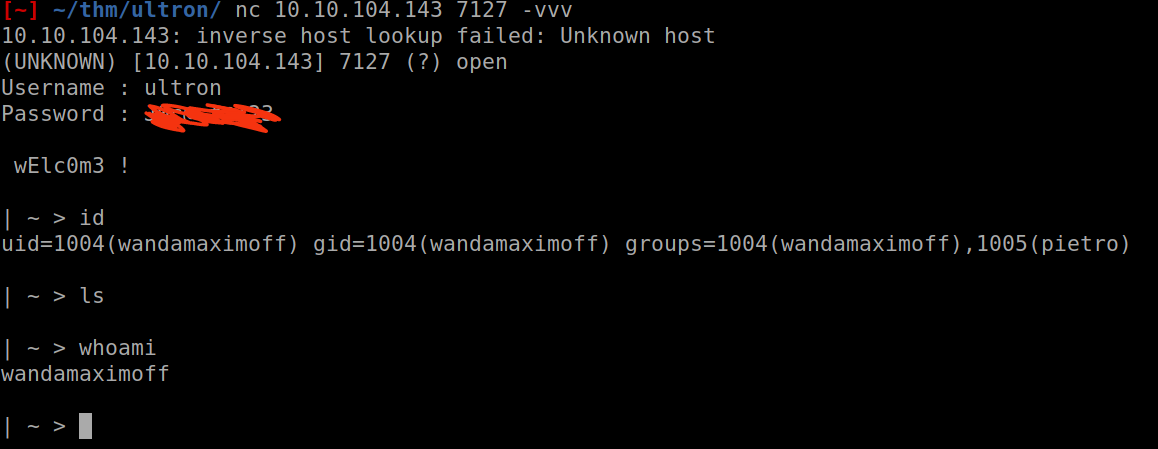 [~] ~/thm/ultron/ nc 10.10.104.143 7127 -vvv
10.10.104.143: inverse host lookup failed: Unknown host
(UNKNOWN) [10.10.104.143] 7127 (?) open
Username : ultron
Password :
wElc0m3 !
| ~ > id
uid=1004(wandamaximoff) gid=1004(wandamaximoff) groups=1004(wandamaximoff),1005(pietro)
| ~ > ls
| ~ > whoami
wandamaximoff
| ~ >